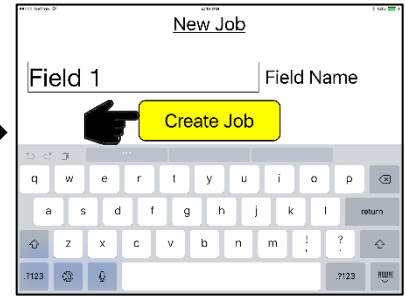 New Job
Field 1 Field Name
Create Job
q w e r t y u i o p
a s d f g h j k l return
z x c v b n m ! , ? .
.?123 .?123